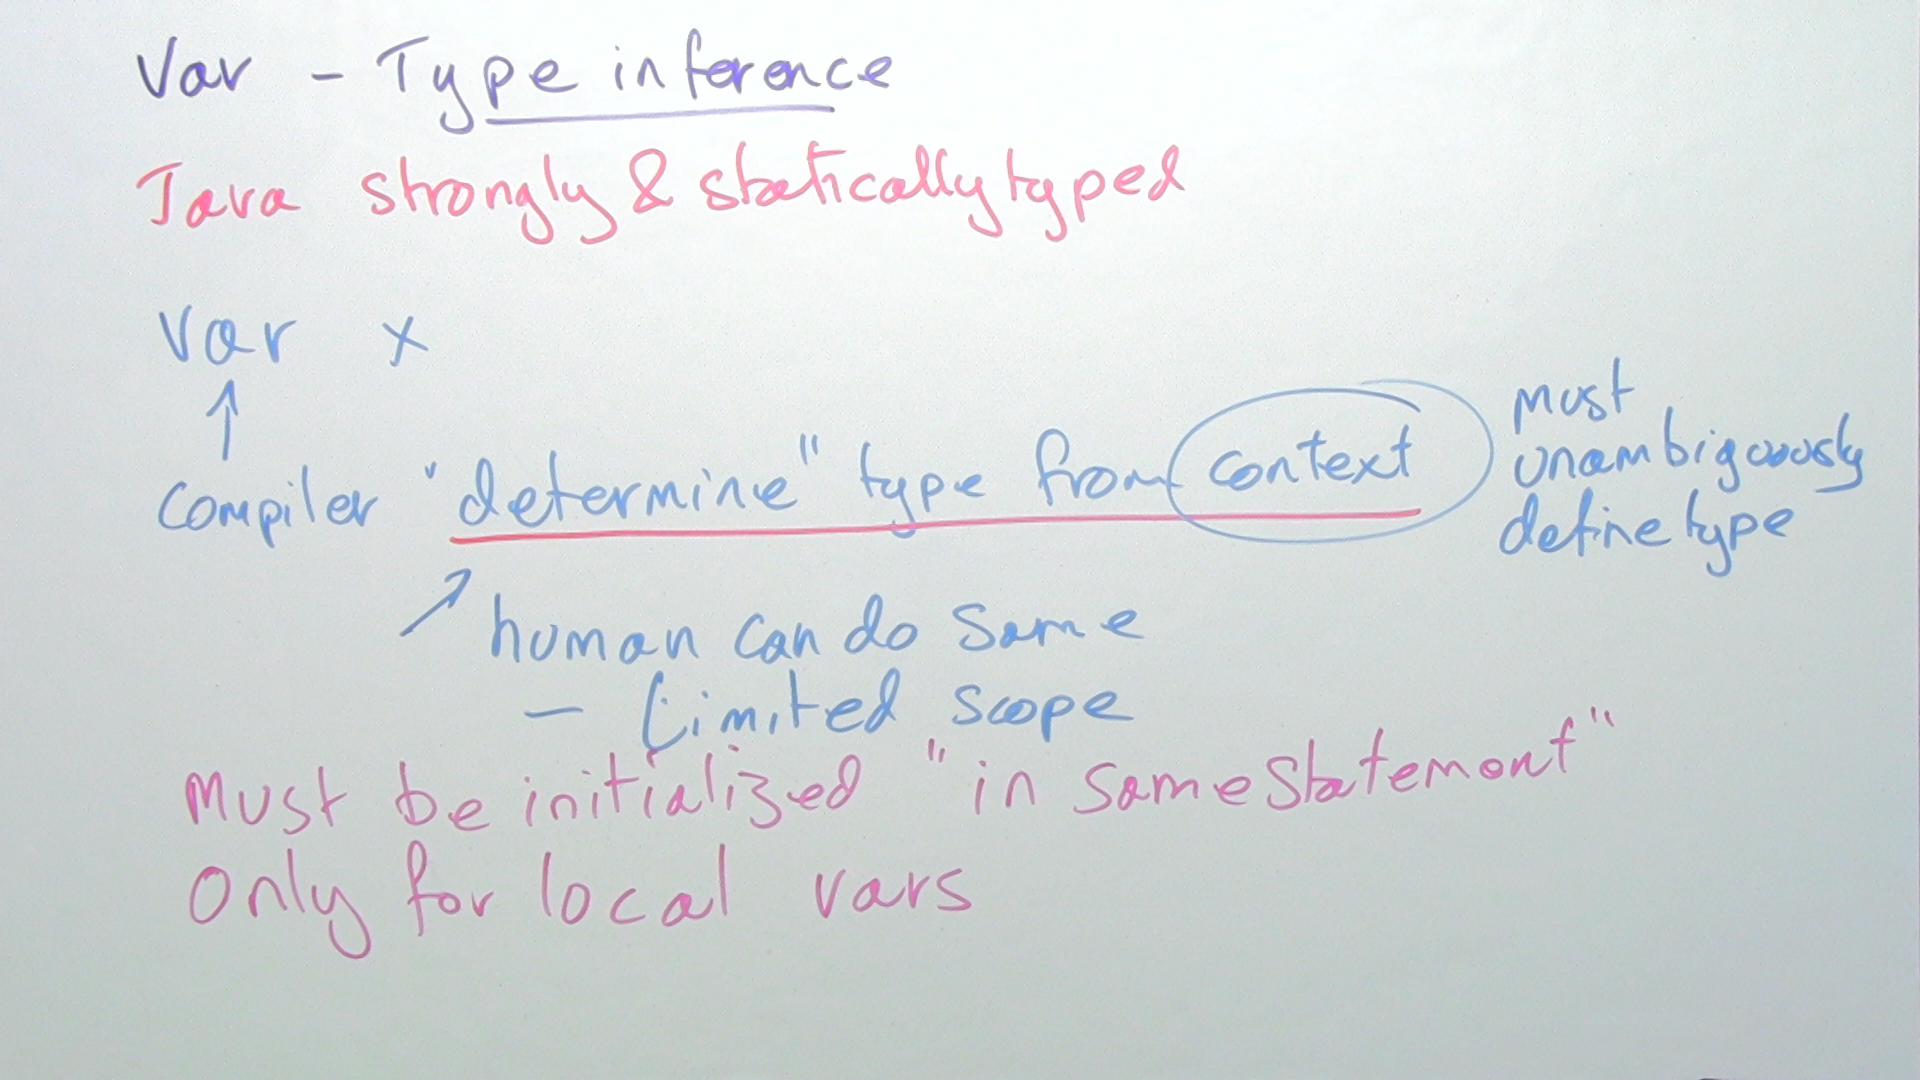 Var - Type inference
Java strongly & statically typed
Var x
↑
compiler "determine" type from context
must
unambiguously
define type
↗ human can do same
- Limited scope
Must be initialized "in same statement"
Only for local vars